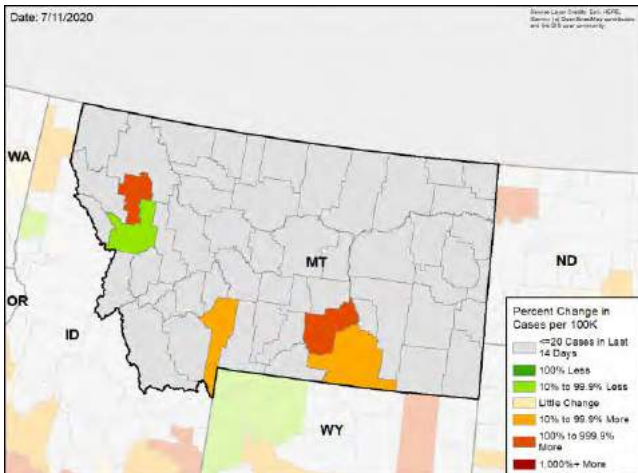 Date: 7/11/2020
WA
MT
ND
OR
ID
WY
Percent Change in
Cases per 100K
<=20 Cases in Last
14 Days
100% Less
10% to 99.9% Less
Little Change
10% to 99.9% More
100% to 999.9%
More
1,000%+ More